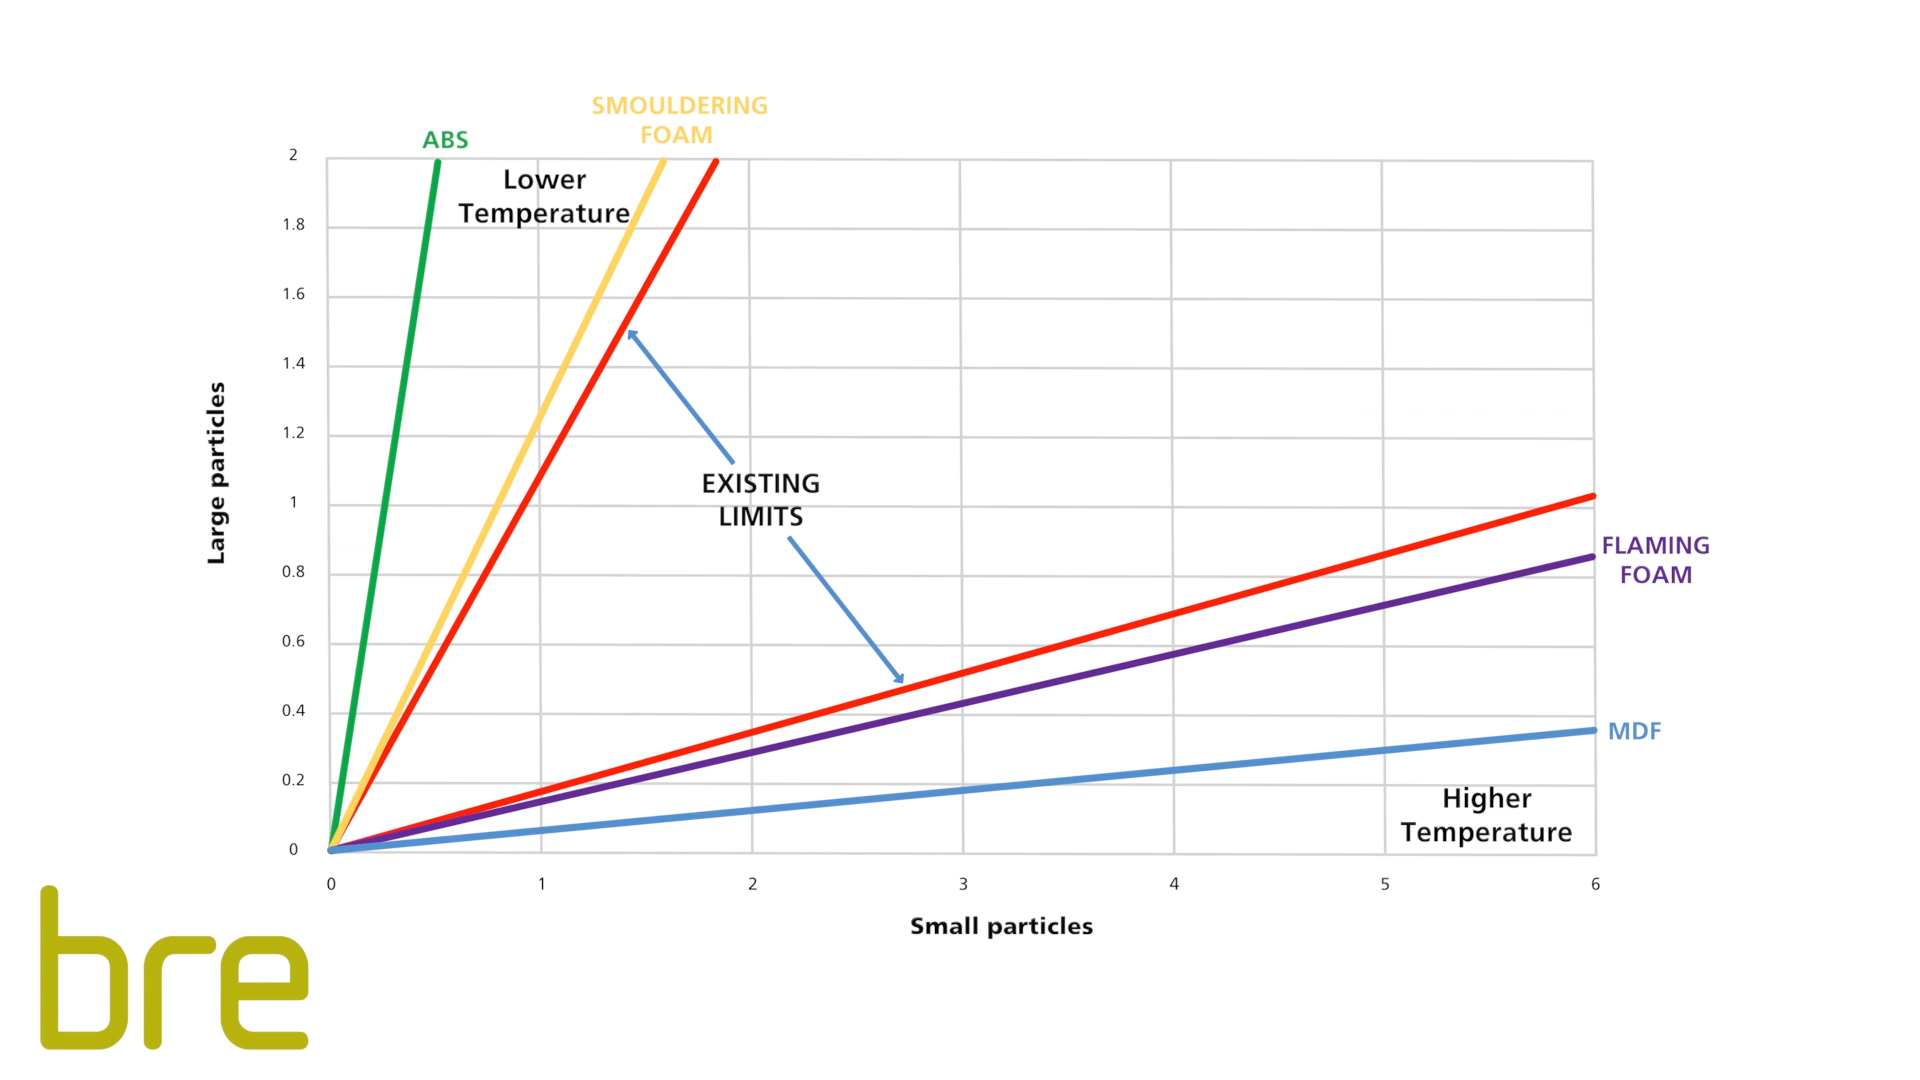 SMOULDERING
FOAM
ABS
Lower
Temperature
2
1.8
1.6
1.4
1.2
1
0.8
0.6
0.4
0.2
0
Large particles
EXISTING
LIMITS
FLAMING
FOAM
MDF
Higher
Temperature
0 1 2 3 4 5 6
Small particles
bre